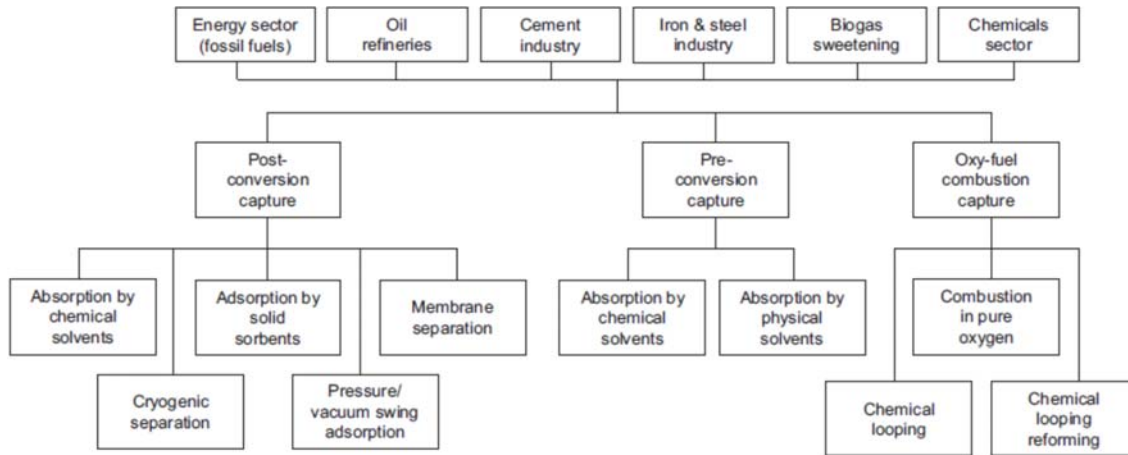 Energy sector
(fossil fuels)
Oil
refineries
Cement
industry
Iron & steel
industry
Biogas
sweetening
Chemicals
sector
Post-
conversion
capture
Pre-
conversion
capture
Oxy-fuel
combustion
capture
Absorption by
chemical
solvents
Adsorption by
solid
sorbents
Membrane
separation
Absorption by
chemical
solvents
Absorption by
physical
solvents
Combustion
in pure
oxygen
Cryogenic
separation
Pressure/
vacuum swing
adsorption
Chemical
looping
Chemical
looping
reforming